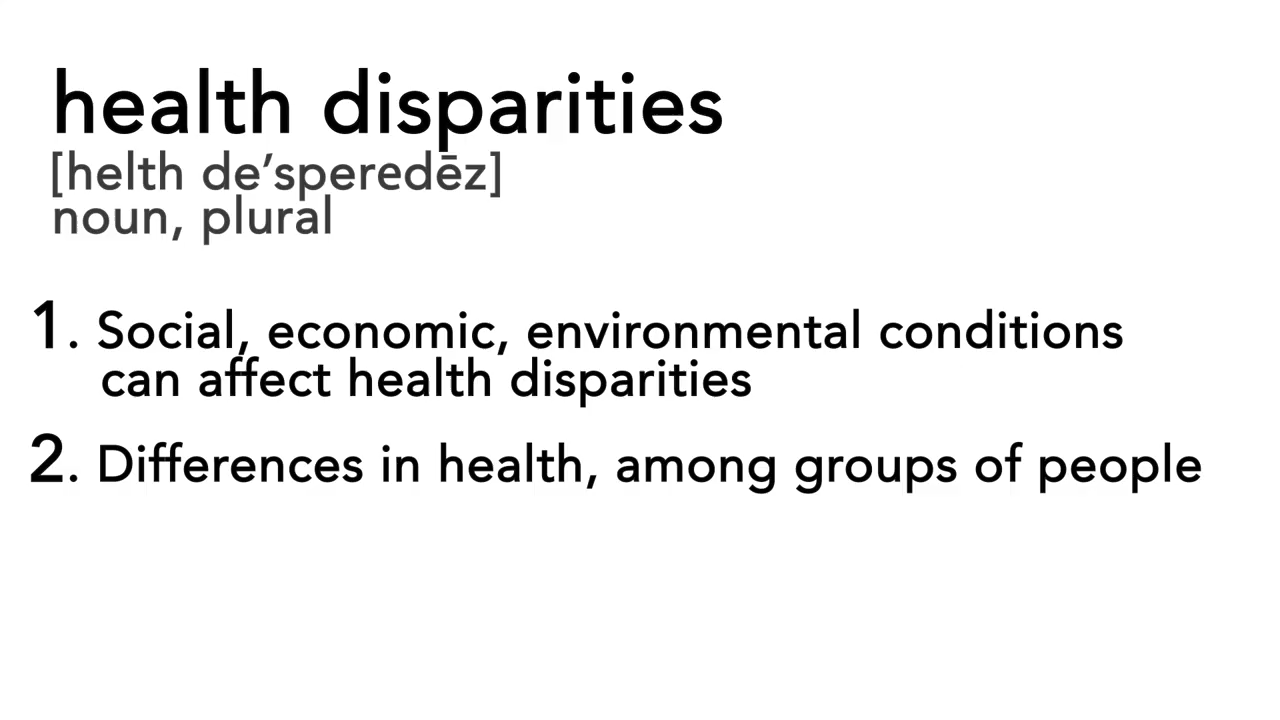 health disparities
[helth de’speredēz]
noun, plural
1. Social, economic, environmental conditions
can affect health disparities
2. Differences in health, among groups of people